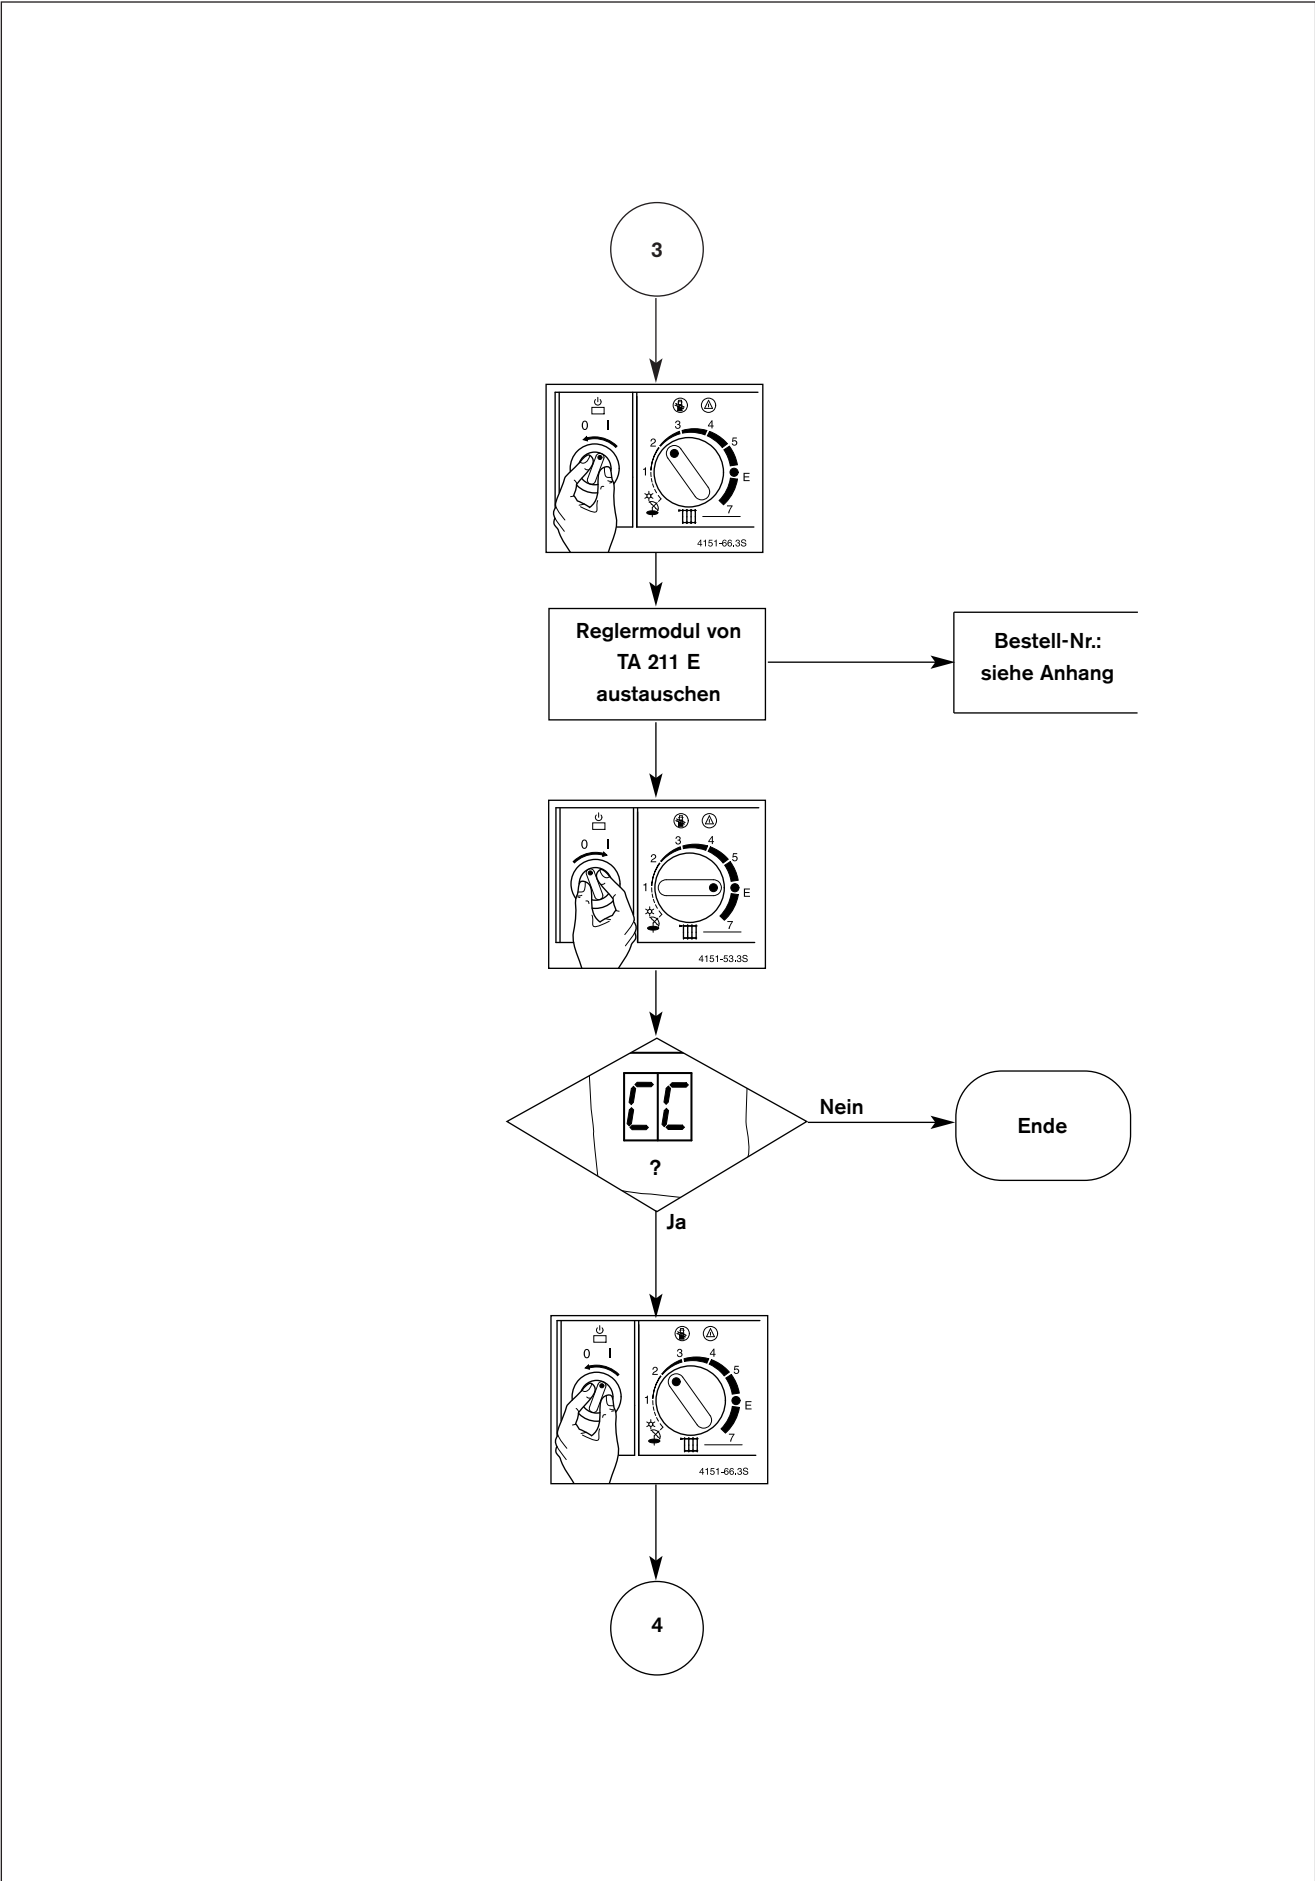 3
0 I
3 4
2 5
1 E
7
4151-66.3S
Reglermodul von
TA 211 E
austauschen
Bestell-Nr.:
siehe Anhang
0 I
3 4
2 5
1 E
7
4151-53.3S
CC
?
Nein
Ende
Ja
0 I
3 4
2 5
1 E
7
4151-66.3S
4